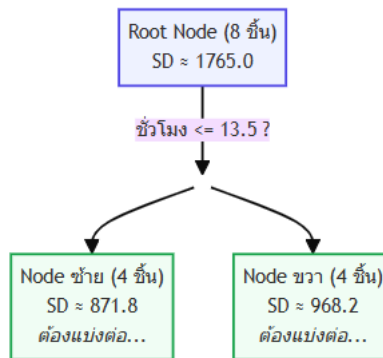 Root Node (8 ชิ้น)
SD ≈ 1765.0
ชั่วโมง <= 13.5 ?
Node ซ้าย (4 ชิ้น)
SD ≈ 871.8
ต้องแบ่งต่อ...
Node ขวา (4 ชิ้น)
SD ≈ 968.2
ต้องแบ่งต่อ...